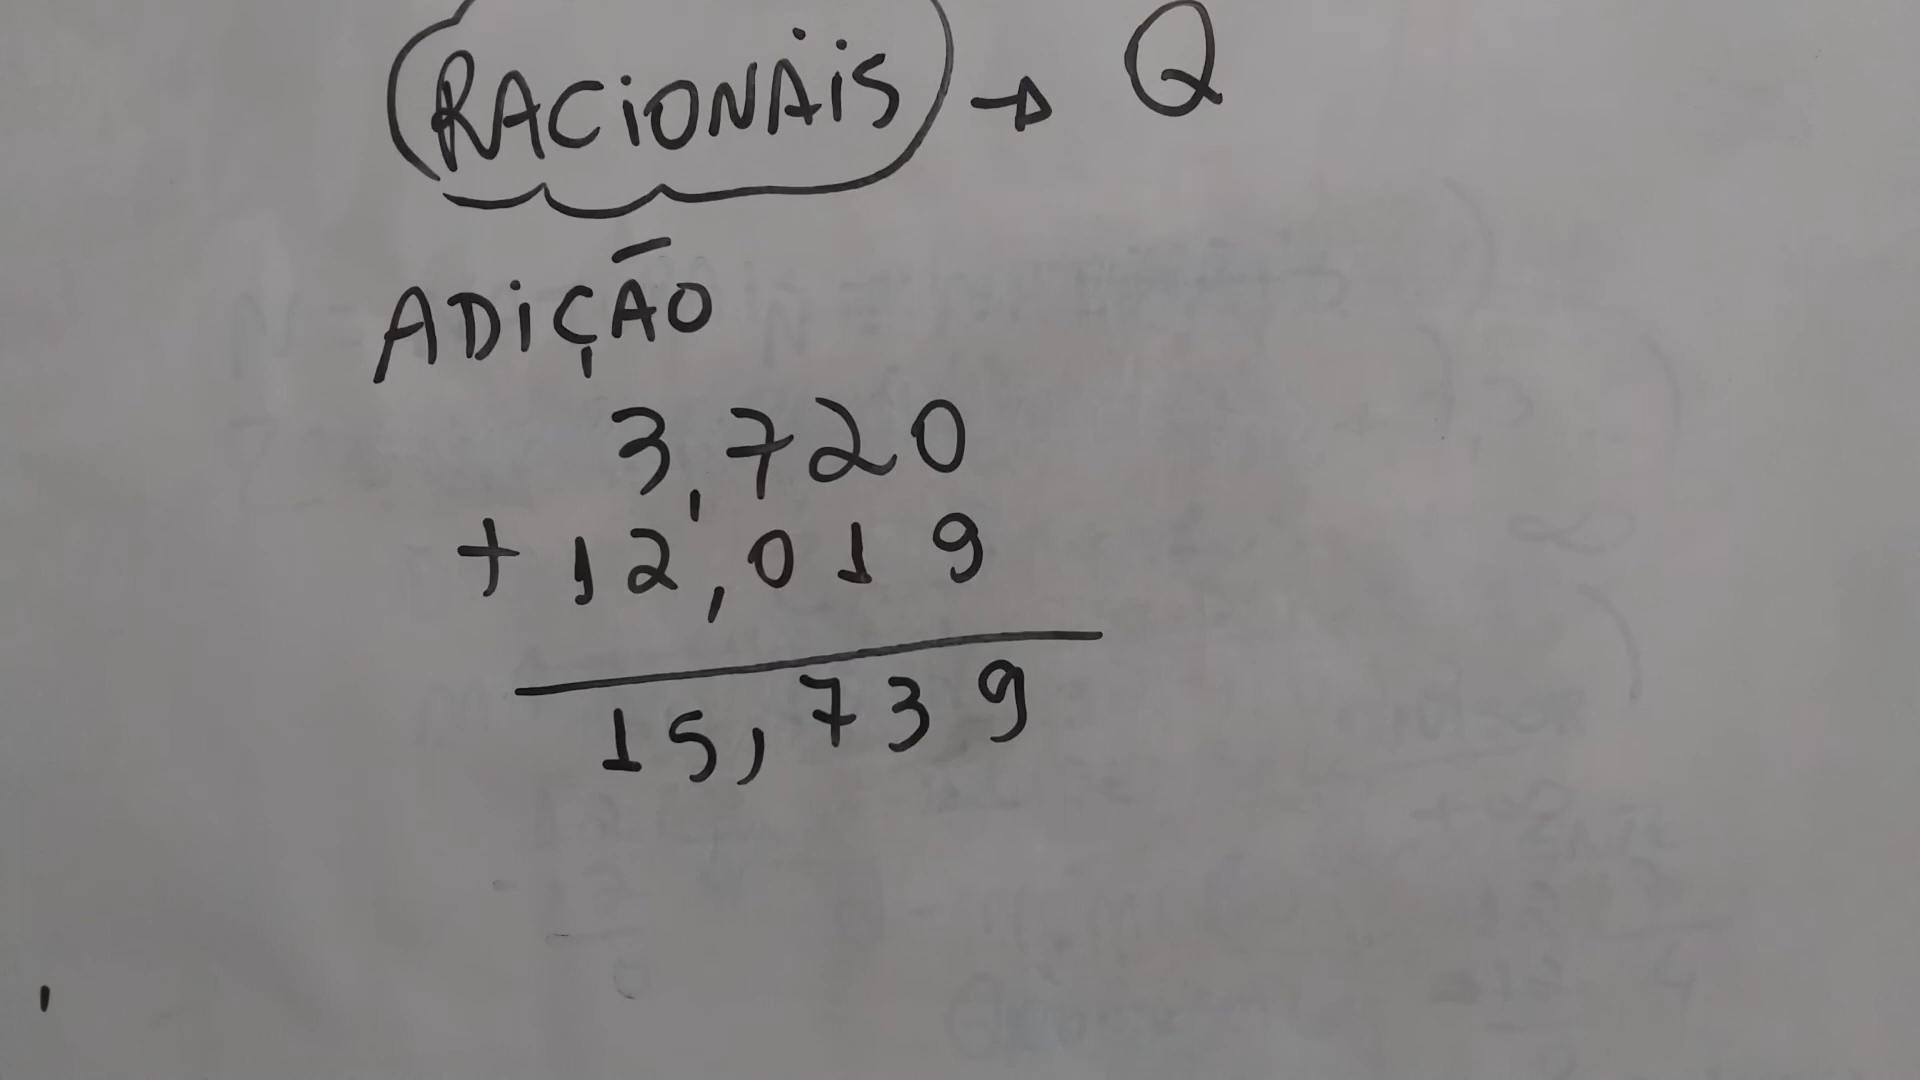 RACIONAIS → Q
ADIÇÃO
3,720
+ 12,019
15,739